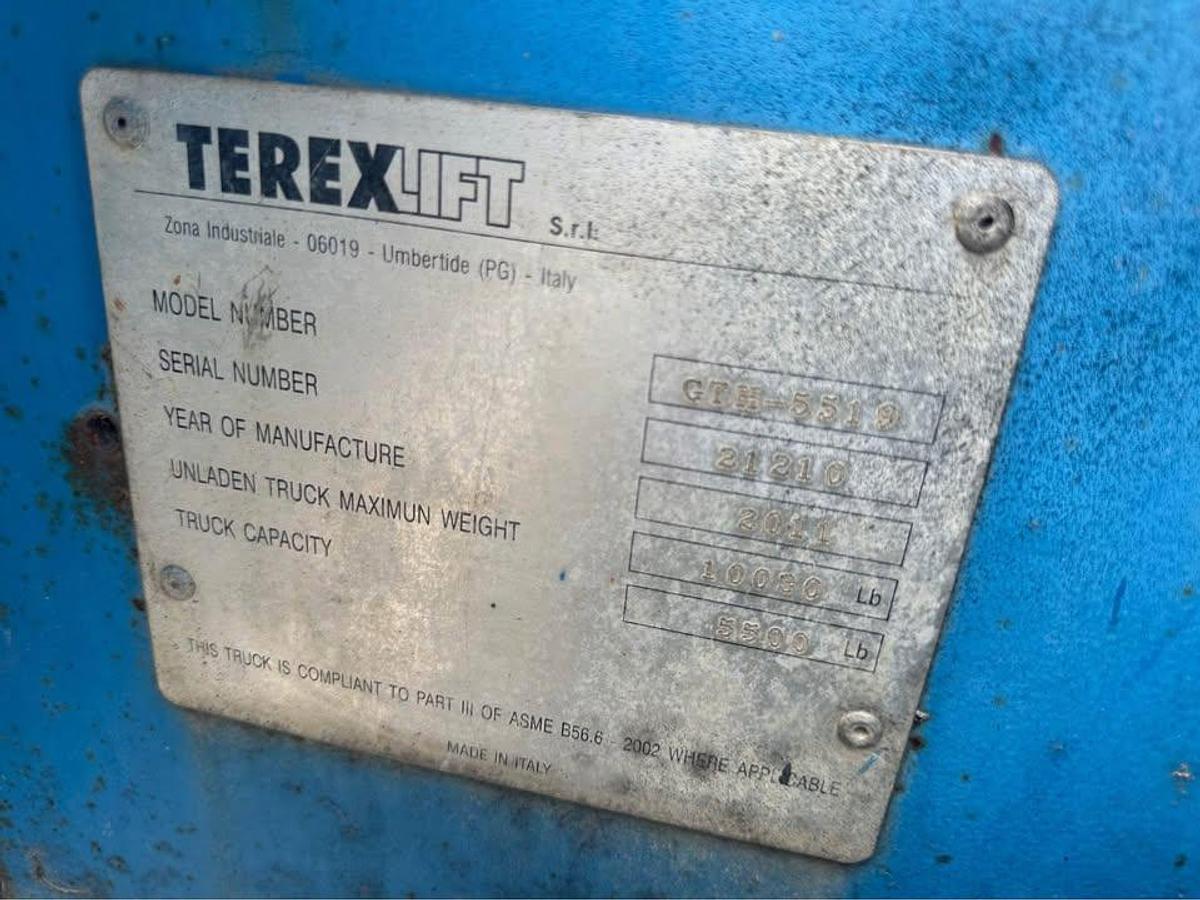 TEREXLIFT S.r.l.
Zona Industriale - 06019 - Umbertide (PG) - Italy
MODEL NUMBER GTH-5519
SERIAL NUMBER 21210
YEAR OF MANUFACTURE 2011
UNLADEN TRUCK MAXIMUN WEIGHT 10090 Lb
TRUCK CAPACITY 5500 Lb
THIS TRUCK IS COMPLIANT TO PART III OF ASME B56.6 - 2002 WHERE APPLICABLE
MADE IN ITALY